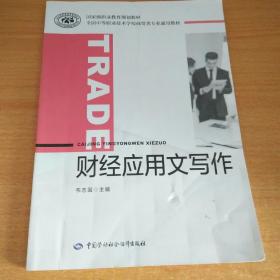 国家级职业教育规划教材
全国中等职业技术学校商贸类专业通用教材
TRADE
CAIJING YINGYONGWEN XIEZUO
财经应用文写作
主编
中国劳动社会保障出版社